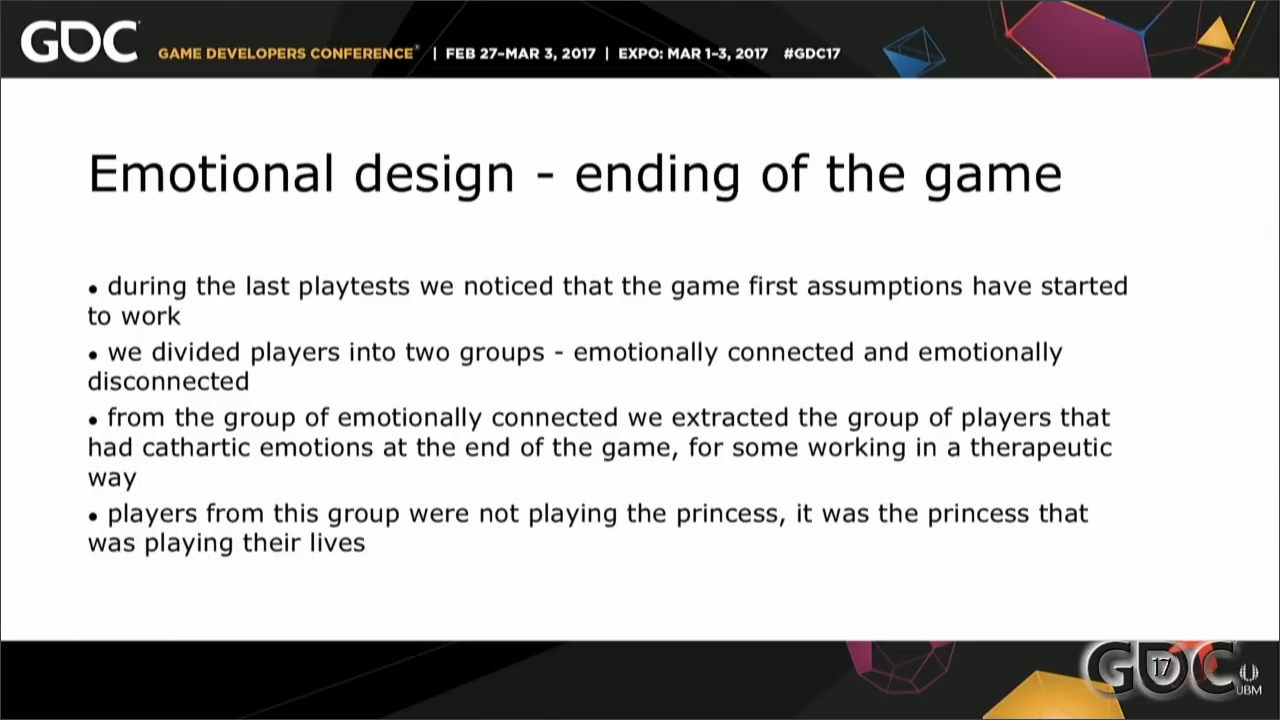 GDC GAME DEVELOPERS CONFERENCE® | FEB 27-MAR 3, 2017 | EXPO: MAR 1-3, 2017 #GDC17
Emotional design - ending of the game
• during the last playtests we noticed that the game first assumptions have started
to work
• we divided players into two groups - emotionally connected and emotionally
disconnected
• from the group of emotionally connected we extracted the group of players that
had cathartic emotions at the end of the game, for some working in a therapeutic
way
• players from this group were not playing the princess, it was the princess that
was playing their lives
GDC 17
UBM